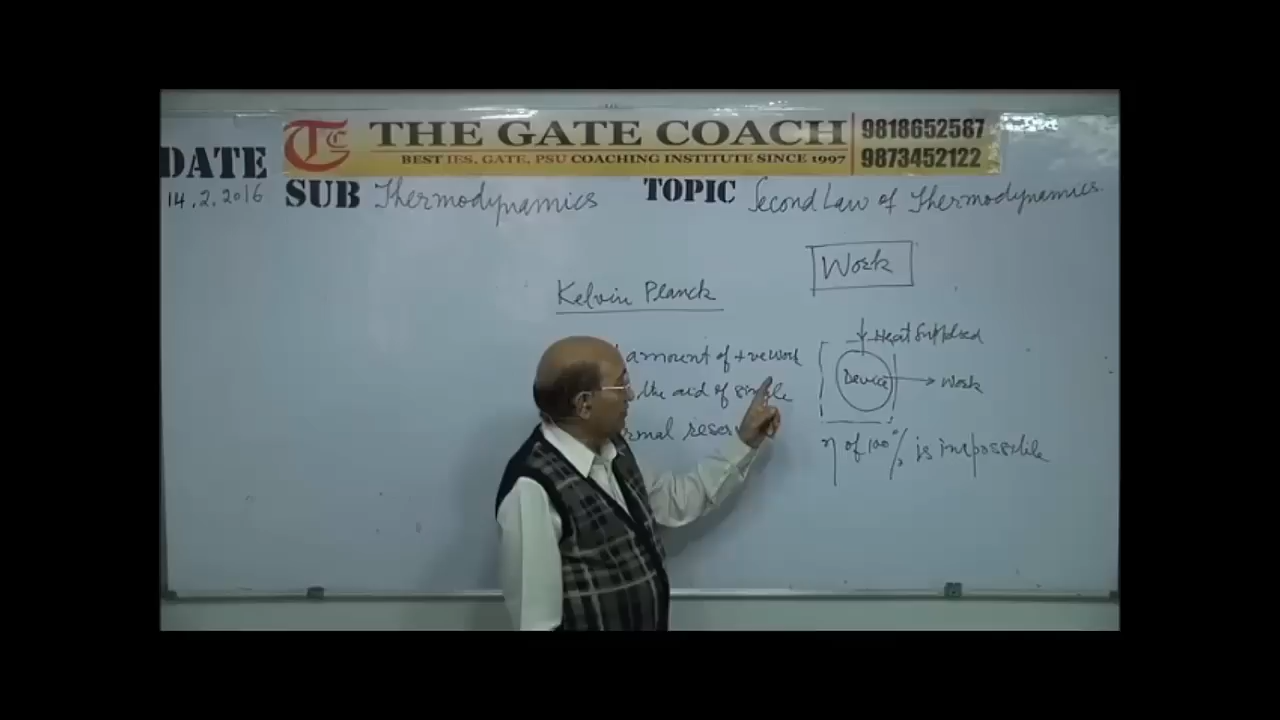 THE GATE COACH
BEST IES, GATE, PSU COACHING INSTITUTE SINCE 1997
9818652587
9873452122
DATE
14.2.2016
SUB Thermodynamics
TOPIC Second Law of Thermodynamics.
Work
Kelvin Planck
amount of +ve work
the aid of single
Heat Supplied
Device
Work
η of 100% is impossible